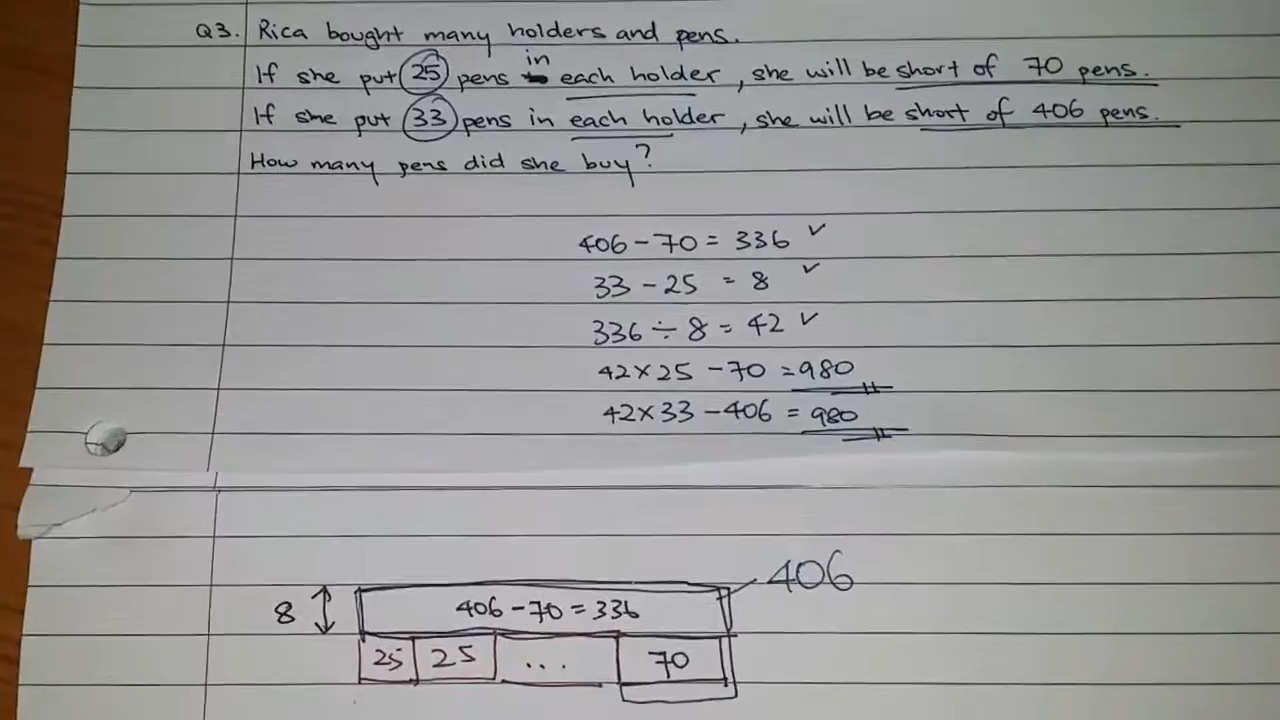 Q3. Rica bought many holders and pens.
If she put 25 pens in each holder, she will be short of 70 pens.
If she put 33 pens in each holder, she will be short of 406 pens.
How many pens did she buy?
406 - 70 = 336 ✓
33 - 25 = 8 ✓
336 ÷ 8 = 42 ✓
42 × 25 - 70 = 980
42 × 33 - 406 = 980
406
8 406 - 70 = 336
25 25 ... 70